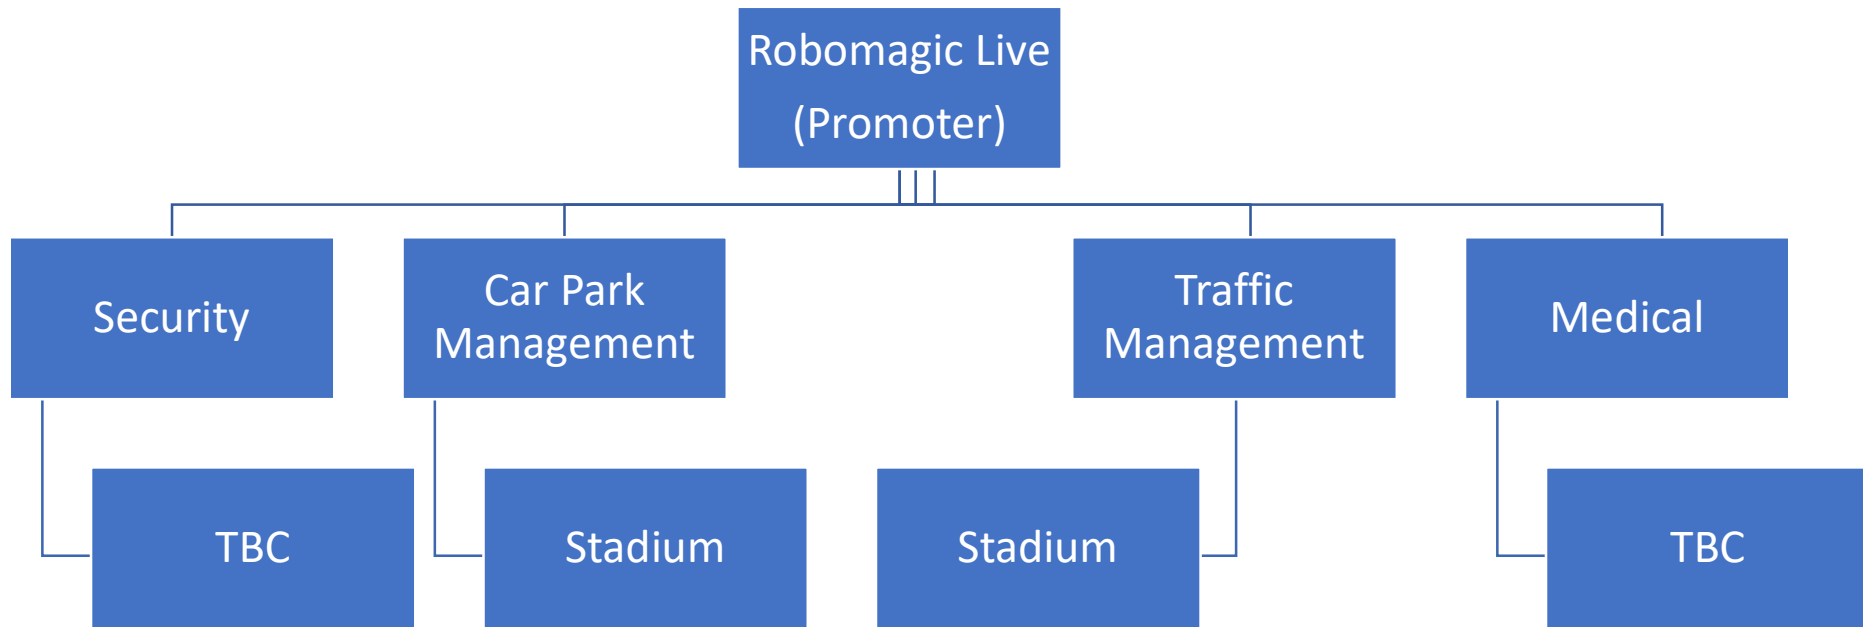 Robomagic Live
(Promoter)
Security
Car Park
Management
Traffic
Management
Medical
TBC
Stadium
Stadium
TBC